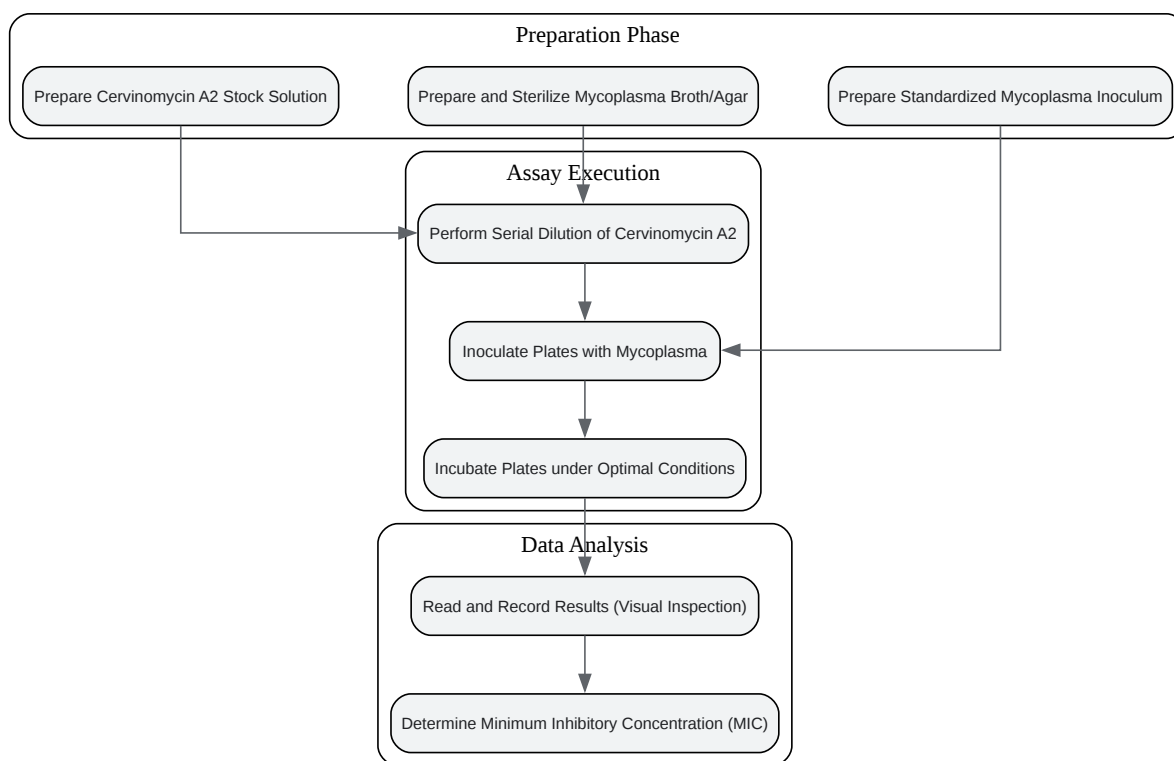 Preparation Phase
Prepare Cervinomycin A2 Stock Solution
Prepare and Sterilize Mycoplasma Broth/Agar
Prepare Standardized Mycoplasma Inoculum
Assay Execution
Perform Serial Dilution of Cervinomycin A2
Inoculate Plates with Mycoplasma
Incubate Plates under Optimal Conditions
Data Analysis
Read and Record Results (Visual Inspection)
Determine Minimum Inhibitory Concentration (MIC)